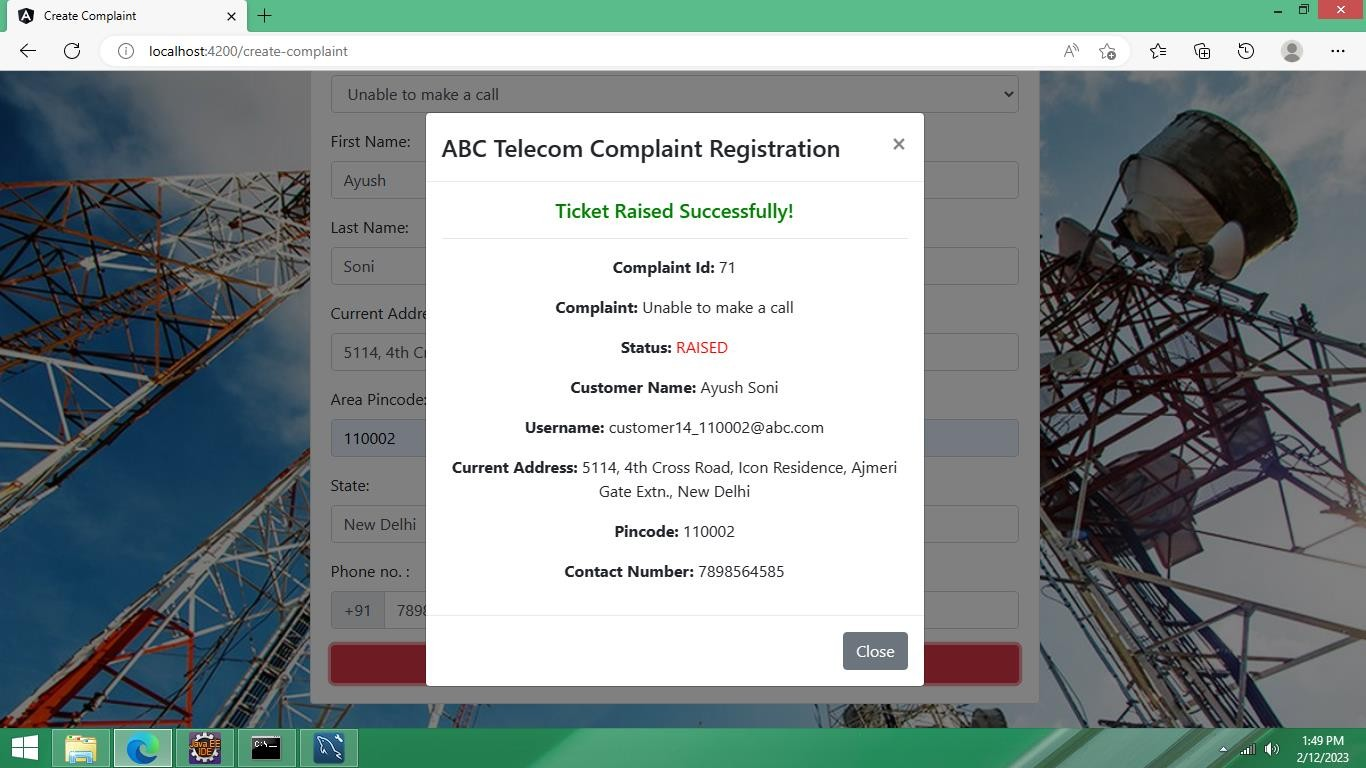 Create Complaint
localhost:4200/create-complaint
Unable to make a call
First Name:
Ayush
Last Name:
Soni
Current Addre
5114, 4th Cr
Area Pincode:
110002
State:
New Delhi
Phone no. :
+91 7898
ABC Telecom Complaint Registration
×
Ticket Raised Successfully!
Complaint Id: 71
Complaint: Unable to make a call
Status: RAISED
Customer Name: Ayush Soni
Username: customer14_110002@abc.com
Current Address: 5114, 4th Cross Road, Icon Residence, Ajmeri
Gate Extn., New Delhi
Pincode: 110002
Contact Number: 7898564585
Close
Java EE
IDE
C:\_
1:49 PM
2/12/2023